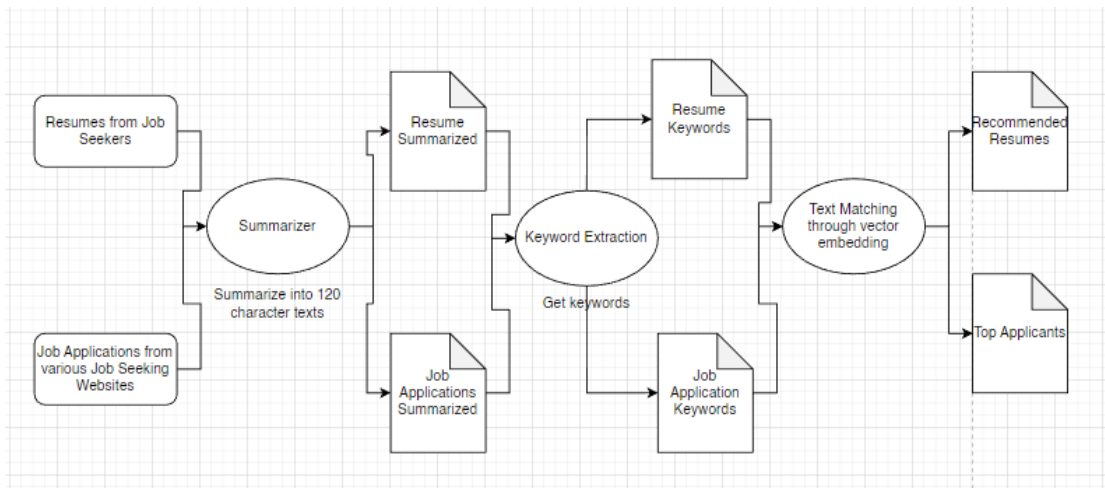 Resumes from Job
Seekers
Job Applications from
various Job Seeking
Websites
Summarizer
Summarize into 120
character texts
Resume
Summarized
Job
Applications
Summarized
Keyword Extraction
Get keywords
Resume
Keywords
Job
Application
Keywords
Text Matching
through vector
embedding
Recommended
Resumes
Top Applicants